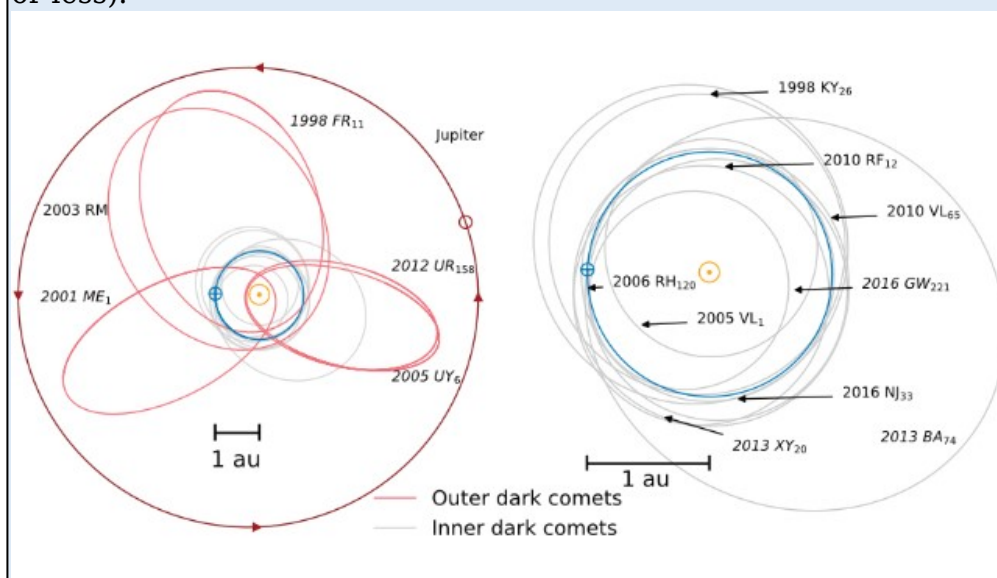 or loss).
1998 FR₁₁
Jupiter
2003 RM
2012 UR₁₅₈
2001 ME₁
2005 UY₆
1 au
1998 KY₂₆
2010 RF₁₂
2010 VL₆₅
2006 RH₁₂₀
2016 GW₂₂₁
2005 VL₁
2016 NJ₃₃
2013 XY₂₀
2013 BA₇₄
1 au
Outer dark comets
Inner dark comets